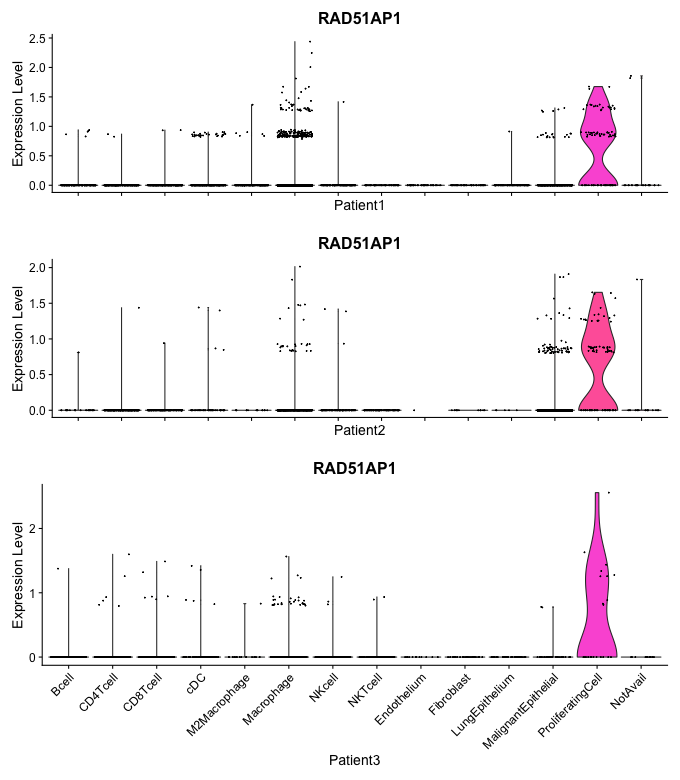 RAD51AP1
Expression Level
2.5
2.0
1.5
1.0
0.5
0.0
Patient1
RAD51AP1
Expression Level
2.0
1.5
1.0
0.5
0.0
Patient2
RAD51AP1
Expression Level
2
1
0
Bcell
CD4Tcell
CD8Tcell
cDC
M2Macrophage
Macrophage
NKcell
NKTcell
Endothelium
Fibroblast
LungEpithelium
MalignantEpithelial
ProliferatingCell
NotAvail
Patient3